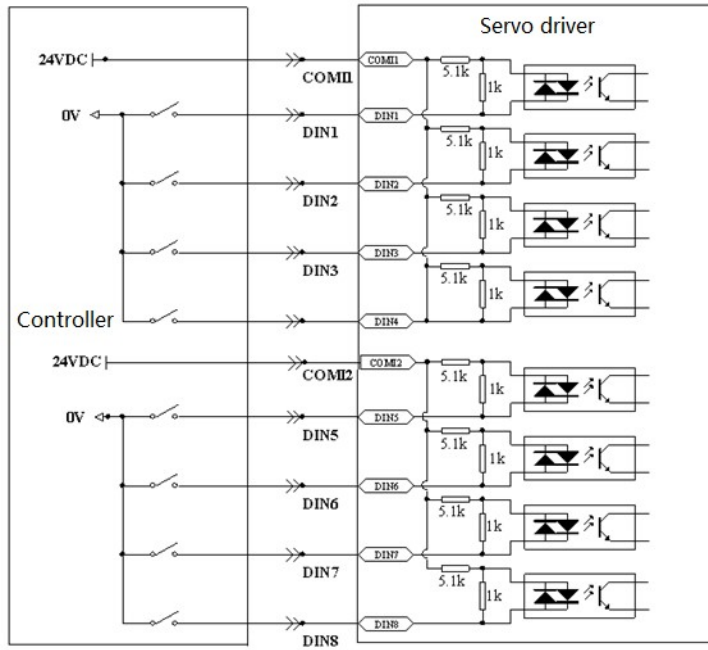 Servo driver
24VDC
COMI1
COMI1
5.1k
1k
0V
DIN1
DIN1
5.1k
1k
DIN2
DIN2
5.1k
1k
DIN3
DIN3
5.1k
1k
Controller
DIN4
24VDC
COMI2
COMI2
5.1k
1k
0V
DIN5
DIN5
5.1k
1k
DIN6
DIN6
5.1k
1k
DIN7
DIN7
5.1k
1k
DIN8
DIN8